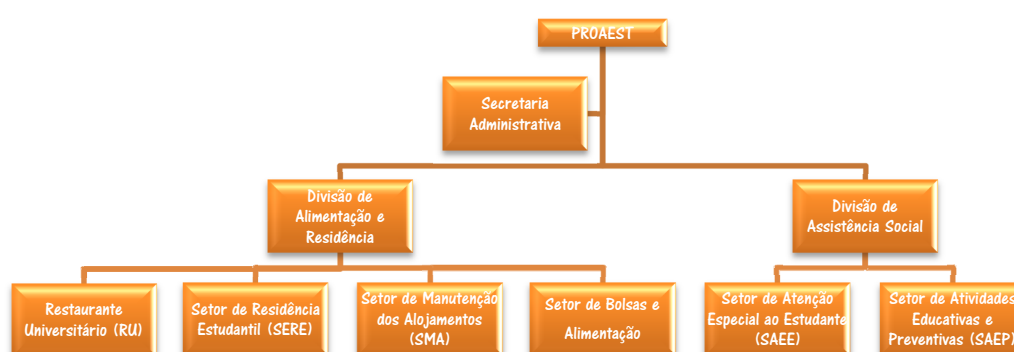 PROAEST
Secretaria
Administrativa
Divisão de
Alimentação e
Residência
Divisão de
Assistência Social
Restaurante
Universitário (RU)
Setor de Residência
Estudantil (SERE)
Setor de Manutenção
dos Alojamentos
(SMA)
Setor de Bolsas e
Alimentação
Setor de Atenção
Especial ao Estudante
(SAEE)
Setor de Atividades
Educativas e
Preventivas (SAEP)